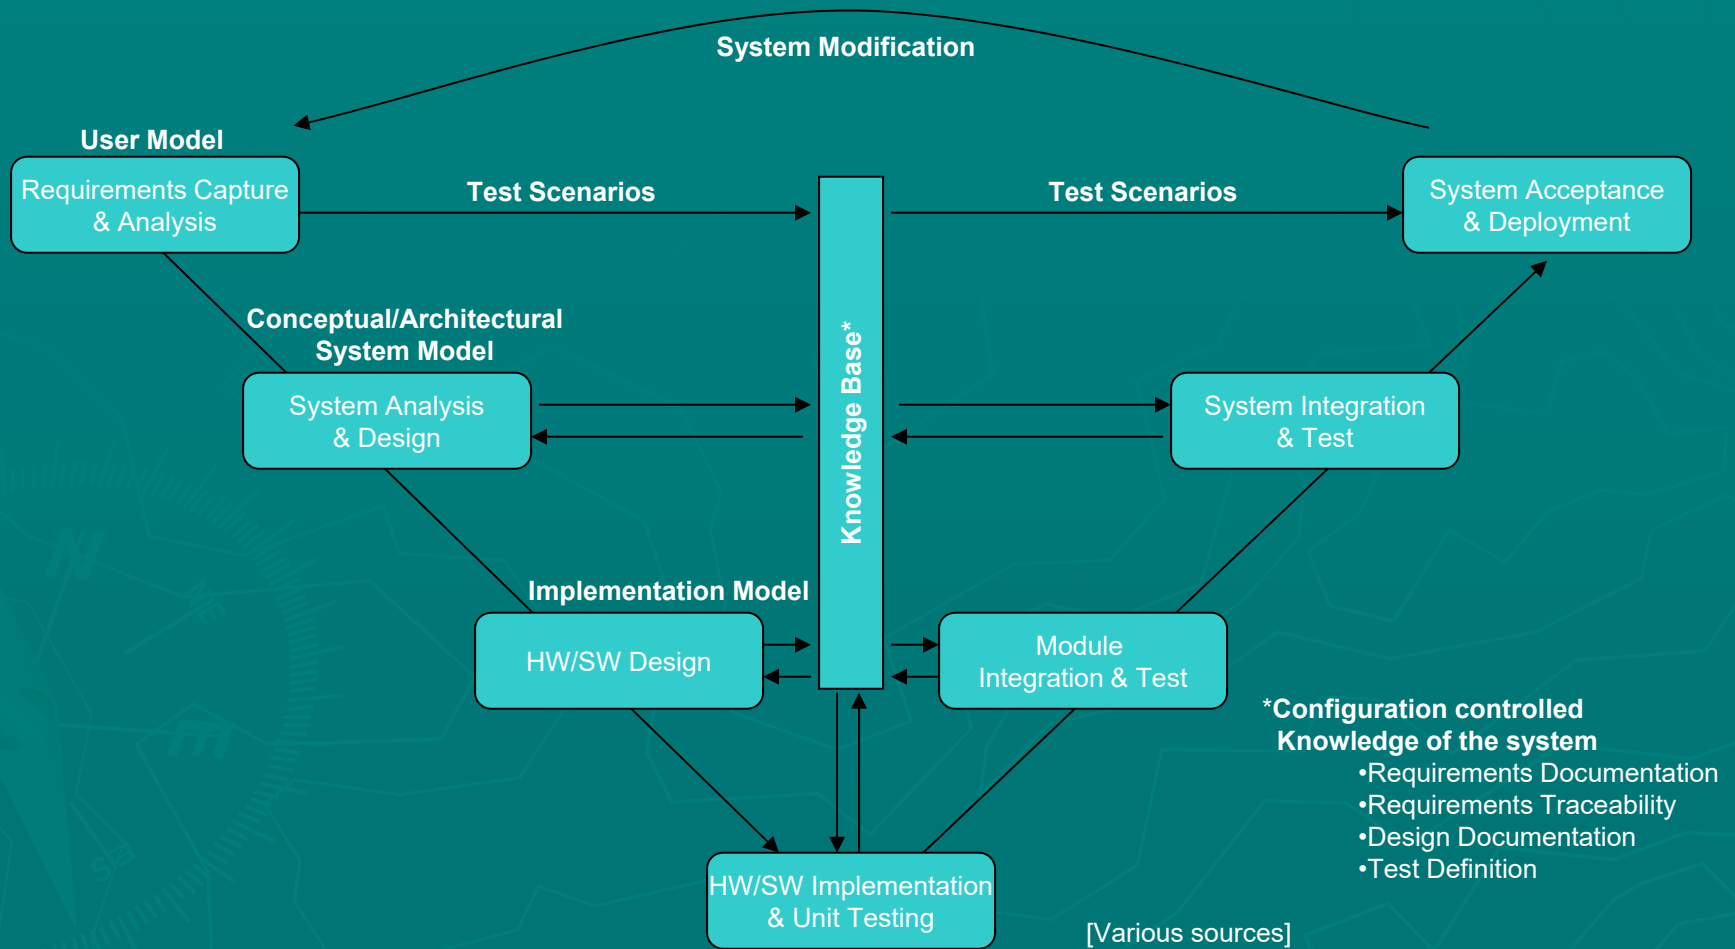 System Modification
User Model
Requirements Capture
& Analysis
Test Scenarios
Test Scenarios
System Acceptance
& Deployment
Conceptual/Architectural
System Model
System Analysis
& Design
Knowledge Base*
System Integration
& Test
Implementation Model
HW/SW Design
Module
Integration & Test
*Configuration controlled
Knowledge of the system
•Requirements Documentation
•Requirements Traceability
•Design Documentation
•Test Definition
HW/SW Implementation
& Unit Testing
[Various sources]
N
NE
E
SE